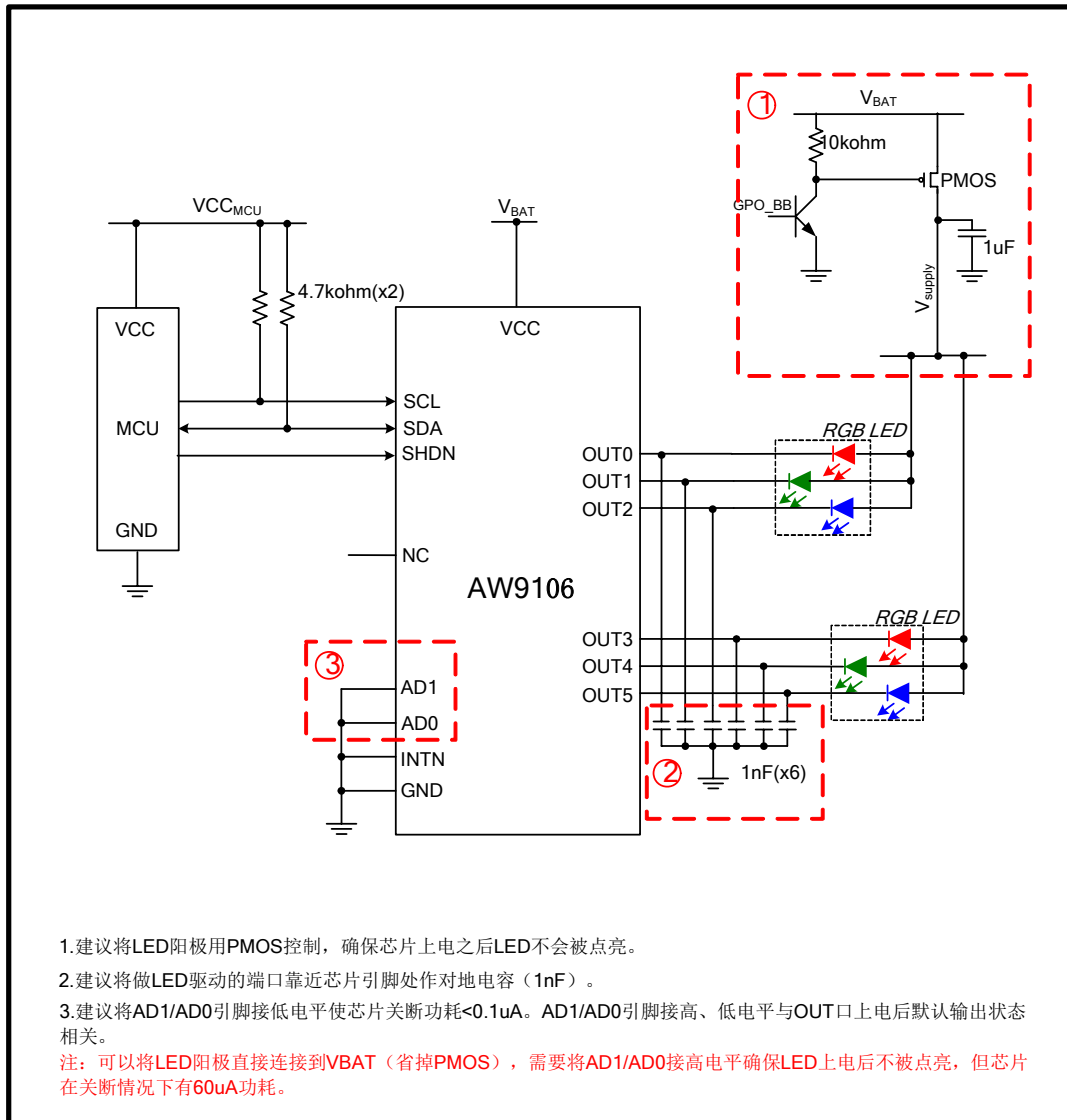 ①
V_BAT
10kohm
PMOS
GPO_BB
1uF
V_supply
VCC_MCU
V_BAT
4.7kohm(x2)
VCC
VCC
MCU
SCL
SDA
SHDN
GND
NC
AW9106
OUT0
OUT1
OUT2
RGB LED
OUT3
OUT4
OUT5
RGB LED
③
AD1
AD0
INTN
GND
②
1nF(x6)
1.建议将LED阳极用PMOS控制，确保芯片上电之后LED不会被点亮。
2.建议将做LED驱动的端口靠近芯片引脚处作对地电容（1nF）。
3.建议将AD1/AD0引脚接低电平使芯片关断功耗<0.1uA。AD1/AD0引脚接高、低电平与OUT口上电后默认输出状态
相关。
注：可以将LED阳极直接连接到VBAT（省掉PMOS），需要将AD1/AD0接高电平确保LED上电后不被点亮，但芯片
在关断情况下有60uA功耗。